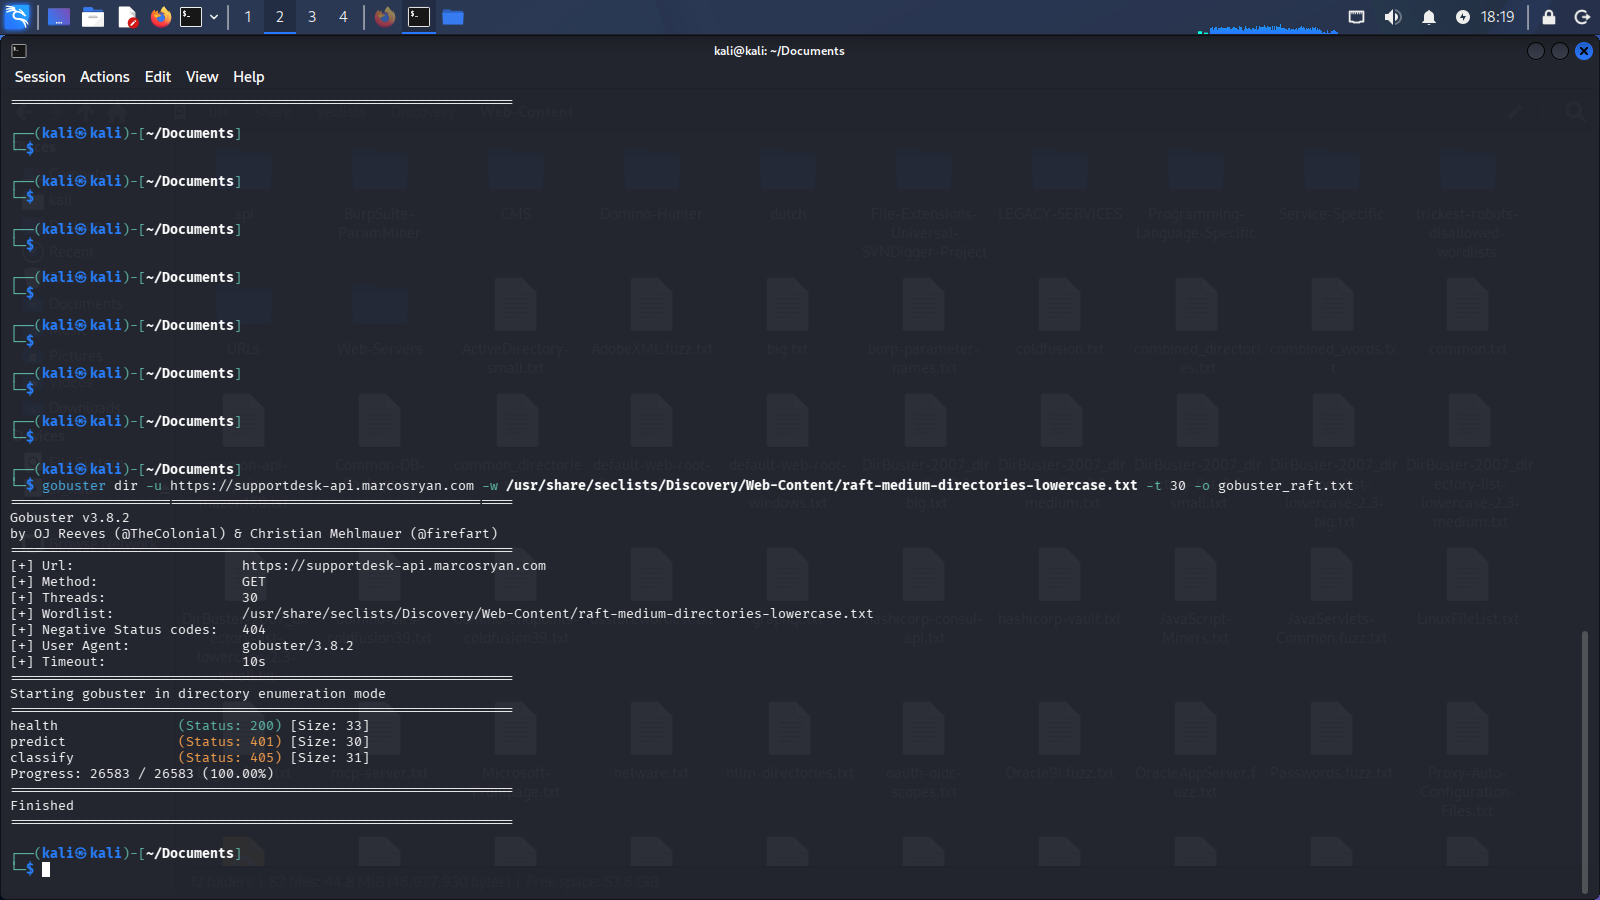 1 2 3 4 18:19
kali@kali: ~/Documents
Session Actions Edit View Help
Web-Content
┌──(kali㉿kali)-[~/Documents]
└─$
┌──(kali㉿kali)-[~/Documents]
└─$
┌──(kali㉿kali)-[~/Documents]
└─$
┌──(kali㉿kali)-[~/Documents]
└─$
┌──(kali㉿kali)-[~/Documents]
└─$
┌──(kali㉿kali)-[~/Documents]
└─$
┌──(kali㉿kali)-[~/Documents]
└─$
┌──(kali㉿kali)-[~/Documents]
└─$ gobuster dir -u https://supportdesk-api.marcosryan.com -w /usr/share/seclists/Discovery/Web-Content/raft-medium-directories-lowercase.txt -t 30 -o gobuster_raft.txt
===============================================================
Gobuster v3.8.2
by OJ Reeves (@TheColonial) & Christian Mehlmauer (@firefart)
===============================================================
[+] Url: https://supportdesk-api.marcosryan.com
[+] Method: GET
[+] Threads: 30
[+] Wordlist: /usr/share/seclists/Discovery/Web-Content/raft-medium-directories-lowercase.txt
[+] Negative Status codes: 404
[+] User Agent: gobuster/3.8.2
[+] Timeout: 10s
===============================================================
Starting gobuster in directory enumeration mode
===============================================================
health (Status: 200) [Size: 33]
predict (Status: 401) [Size: 30]
classify (Status: 405) [Size: 31]
Progress: 26583 / 26583 (100.00%)
===============================================================
Finished
===============================================================
┌──(kali㉿kali)-[~/Documents]
└─$